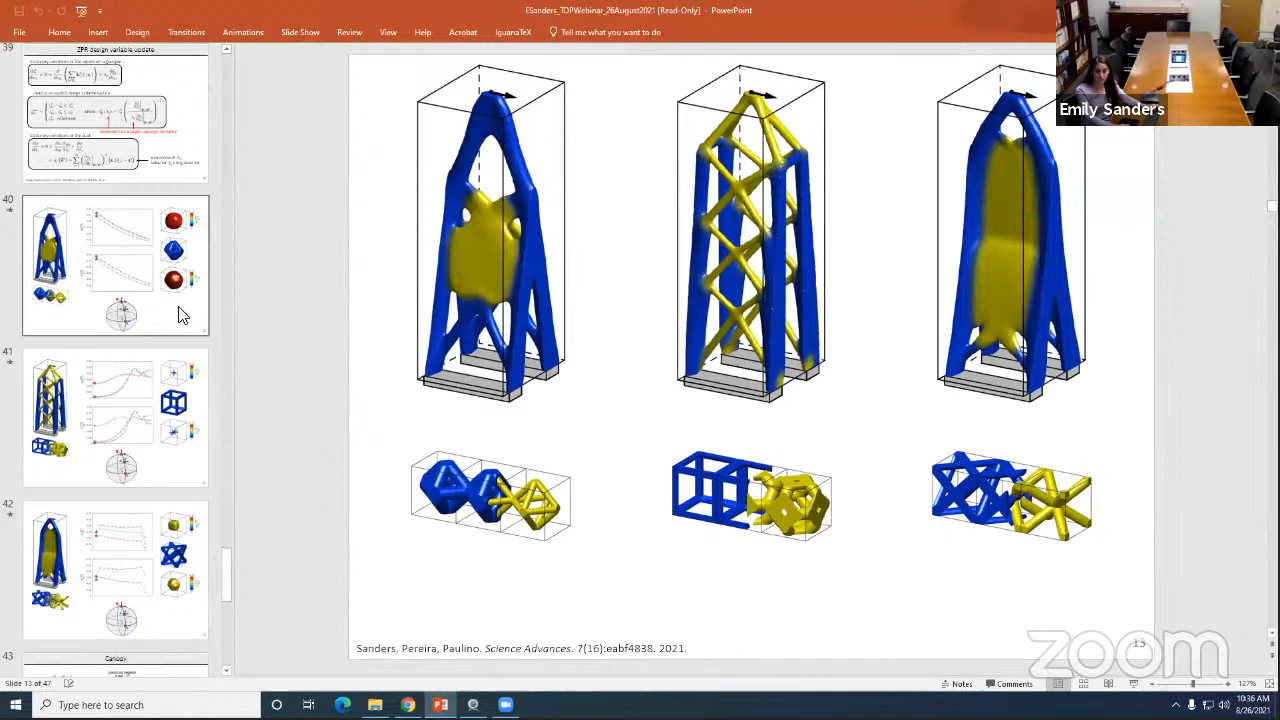 ESanders_TOPWebinar_26August2021 [Read-Only] - PowerPoint
File Home Insert Design Transitions Animations Slide Show Review View Help Acrobat IguanaTeX Tell me what you want to do
Emily Sanders
39
ZPR design variable update
40
41
42
43
Canopy
passive region
Sanders, Pereira, Paulino. Science Advances. 7(16):eabf4838. 2021.
13
zoom
Slide 13 of 47
Notes
Comments
127%
Type here to search
10:36 AM
8/26/2021